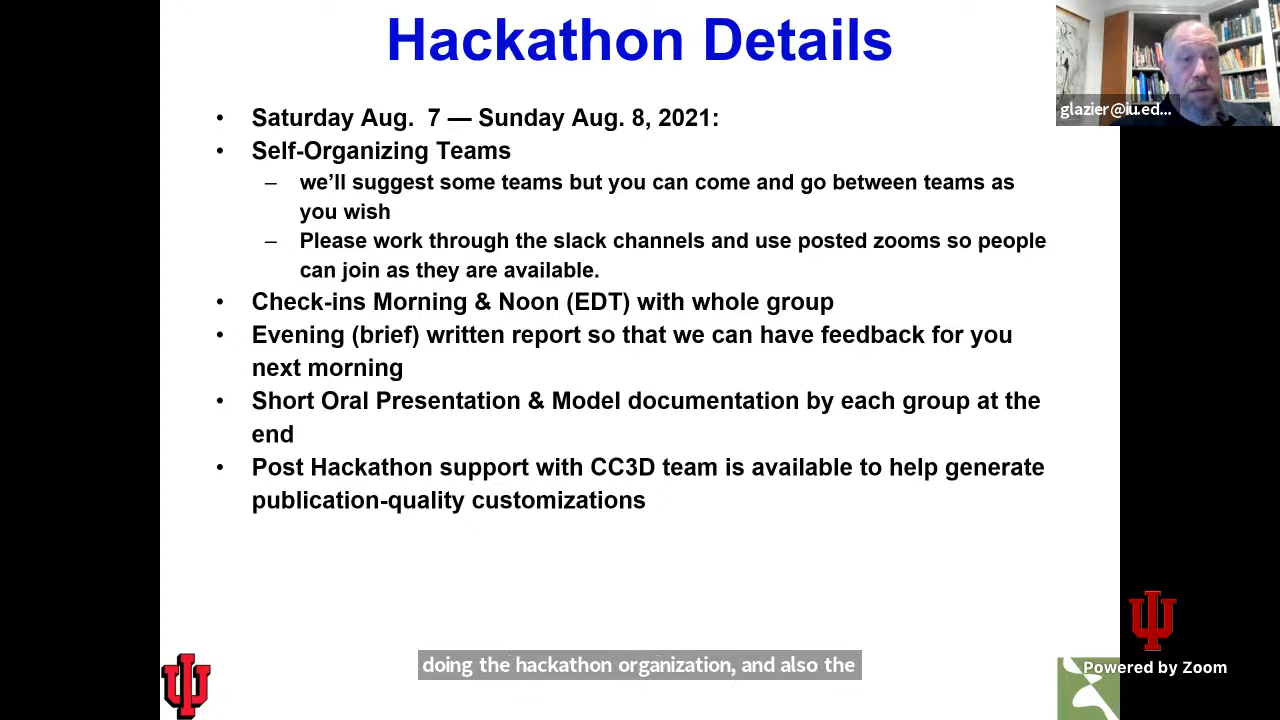 Hackathon Details
glazier@iu.ed...
• Saturday Aug. 7 — Sunday Aug. 8, 2021:
• Self-Organizing Teams
– we’ll suggest some teams but you can come and go between teams as
you wish
– Please work through the slack channels and use posted zooms so people
can join as they are available.
• Check-ins Morning & Noon (EDT) with whole group
• Evening (brief) written report so that we can have feedback for you
next morning
• Short Oral Presentation & Model documentation by each group at the
end
• Post Hackathon support with CC3D team is available to help generate
publication-quality customizations
doing the hackathon organization, and also the
Powered by Zoom